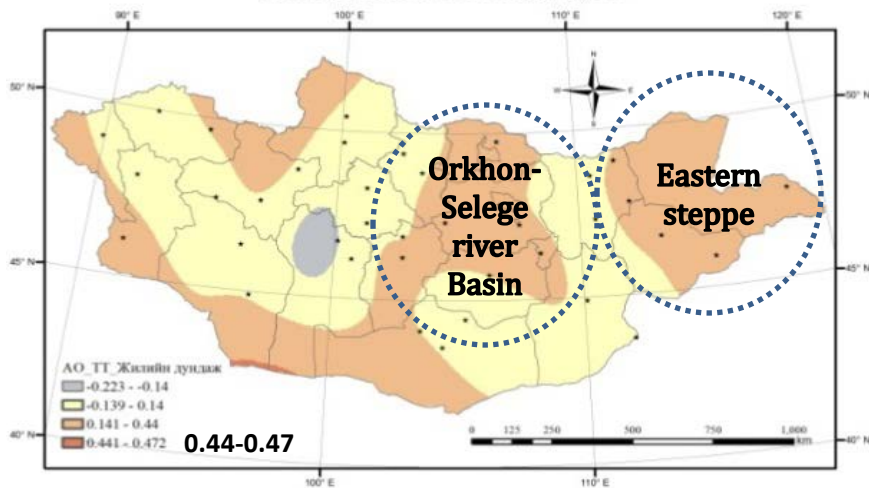 90° E
100° E
110° E
120° E
50° N
50° N
N
W
E
S
Orkhon-
Selege
river
Basin
Eastern
steppe
45° N
45° N
АО_ТТ_Жилийн дундаж
-0.223 - -0.14
-0.139 - 0.14
0.141 - 0.44
0.441 - 0.472
0.44-0.47
0 125 250 500 750 1,000
km
40° N
40° N
100° E
110° E